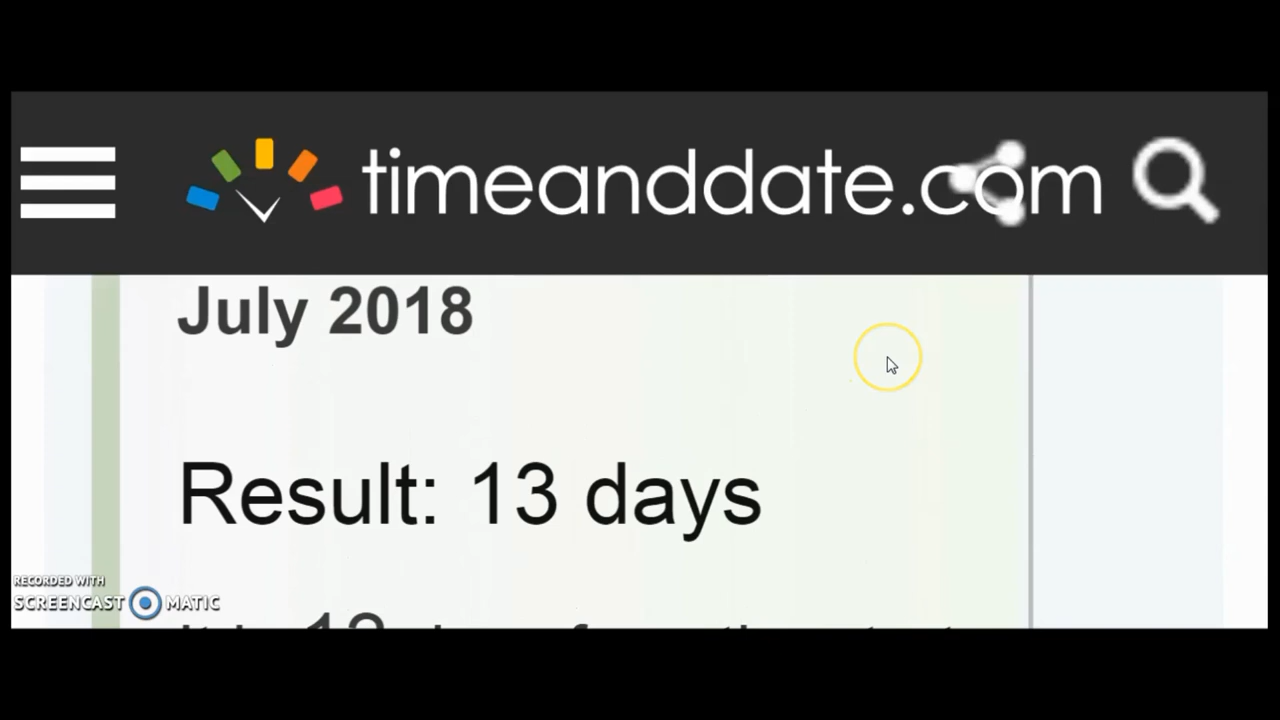 timeanddate.com
July 2018
Result: 13 days
RECORDED WITH
SCREENCAST MATIC